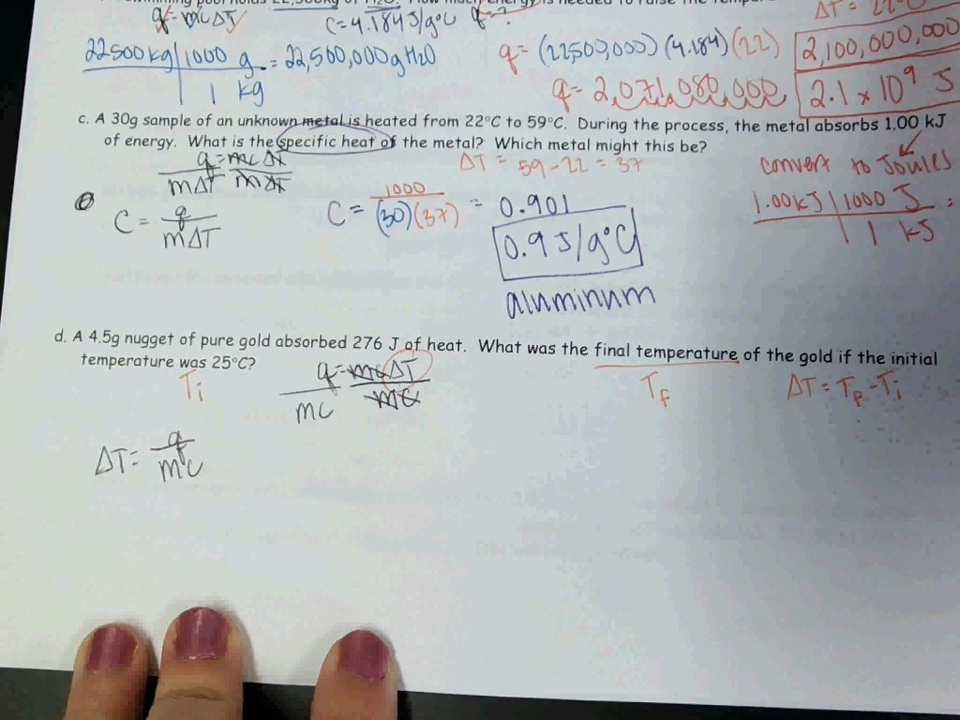 q=mcΔT
C=4.184 J/g°C q=?
22500 kg | 1000 g = 22,500,000 g H2O
1 kg
q= (22,500,000) (4.184) (22)
q= 2,071,080,000
2,100,000,000
2.1 x 10⁹ J
c. A 30g sample of an unknown metal is heated from 22°C to 59°C. During the process, the metal absorbs 1.00 kJ
of energy. What is the specific heat of the metal? Which metal might this be?
q=mcΔT
mΔT mΔT
ΔT = 59-22 = 37
convert to Joules
1.00 kJ | 1000 J =
1 kJ
C = q
mΔT
C = 1000 = 0.901
(30)(37)
0.9 J/g°C
aluminum
d. A 4.5g nugget of pure gold absorbed 276 J of heat. What was the final temperature of the gold if the initial
temperature was 25°C?
Ti
q=mcΔT
mc mc
Tf
ΔT = Tf-Ti
ΔT= q
mc